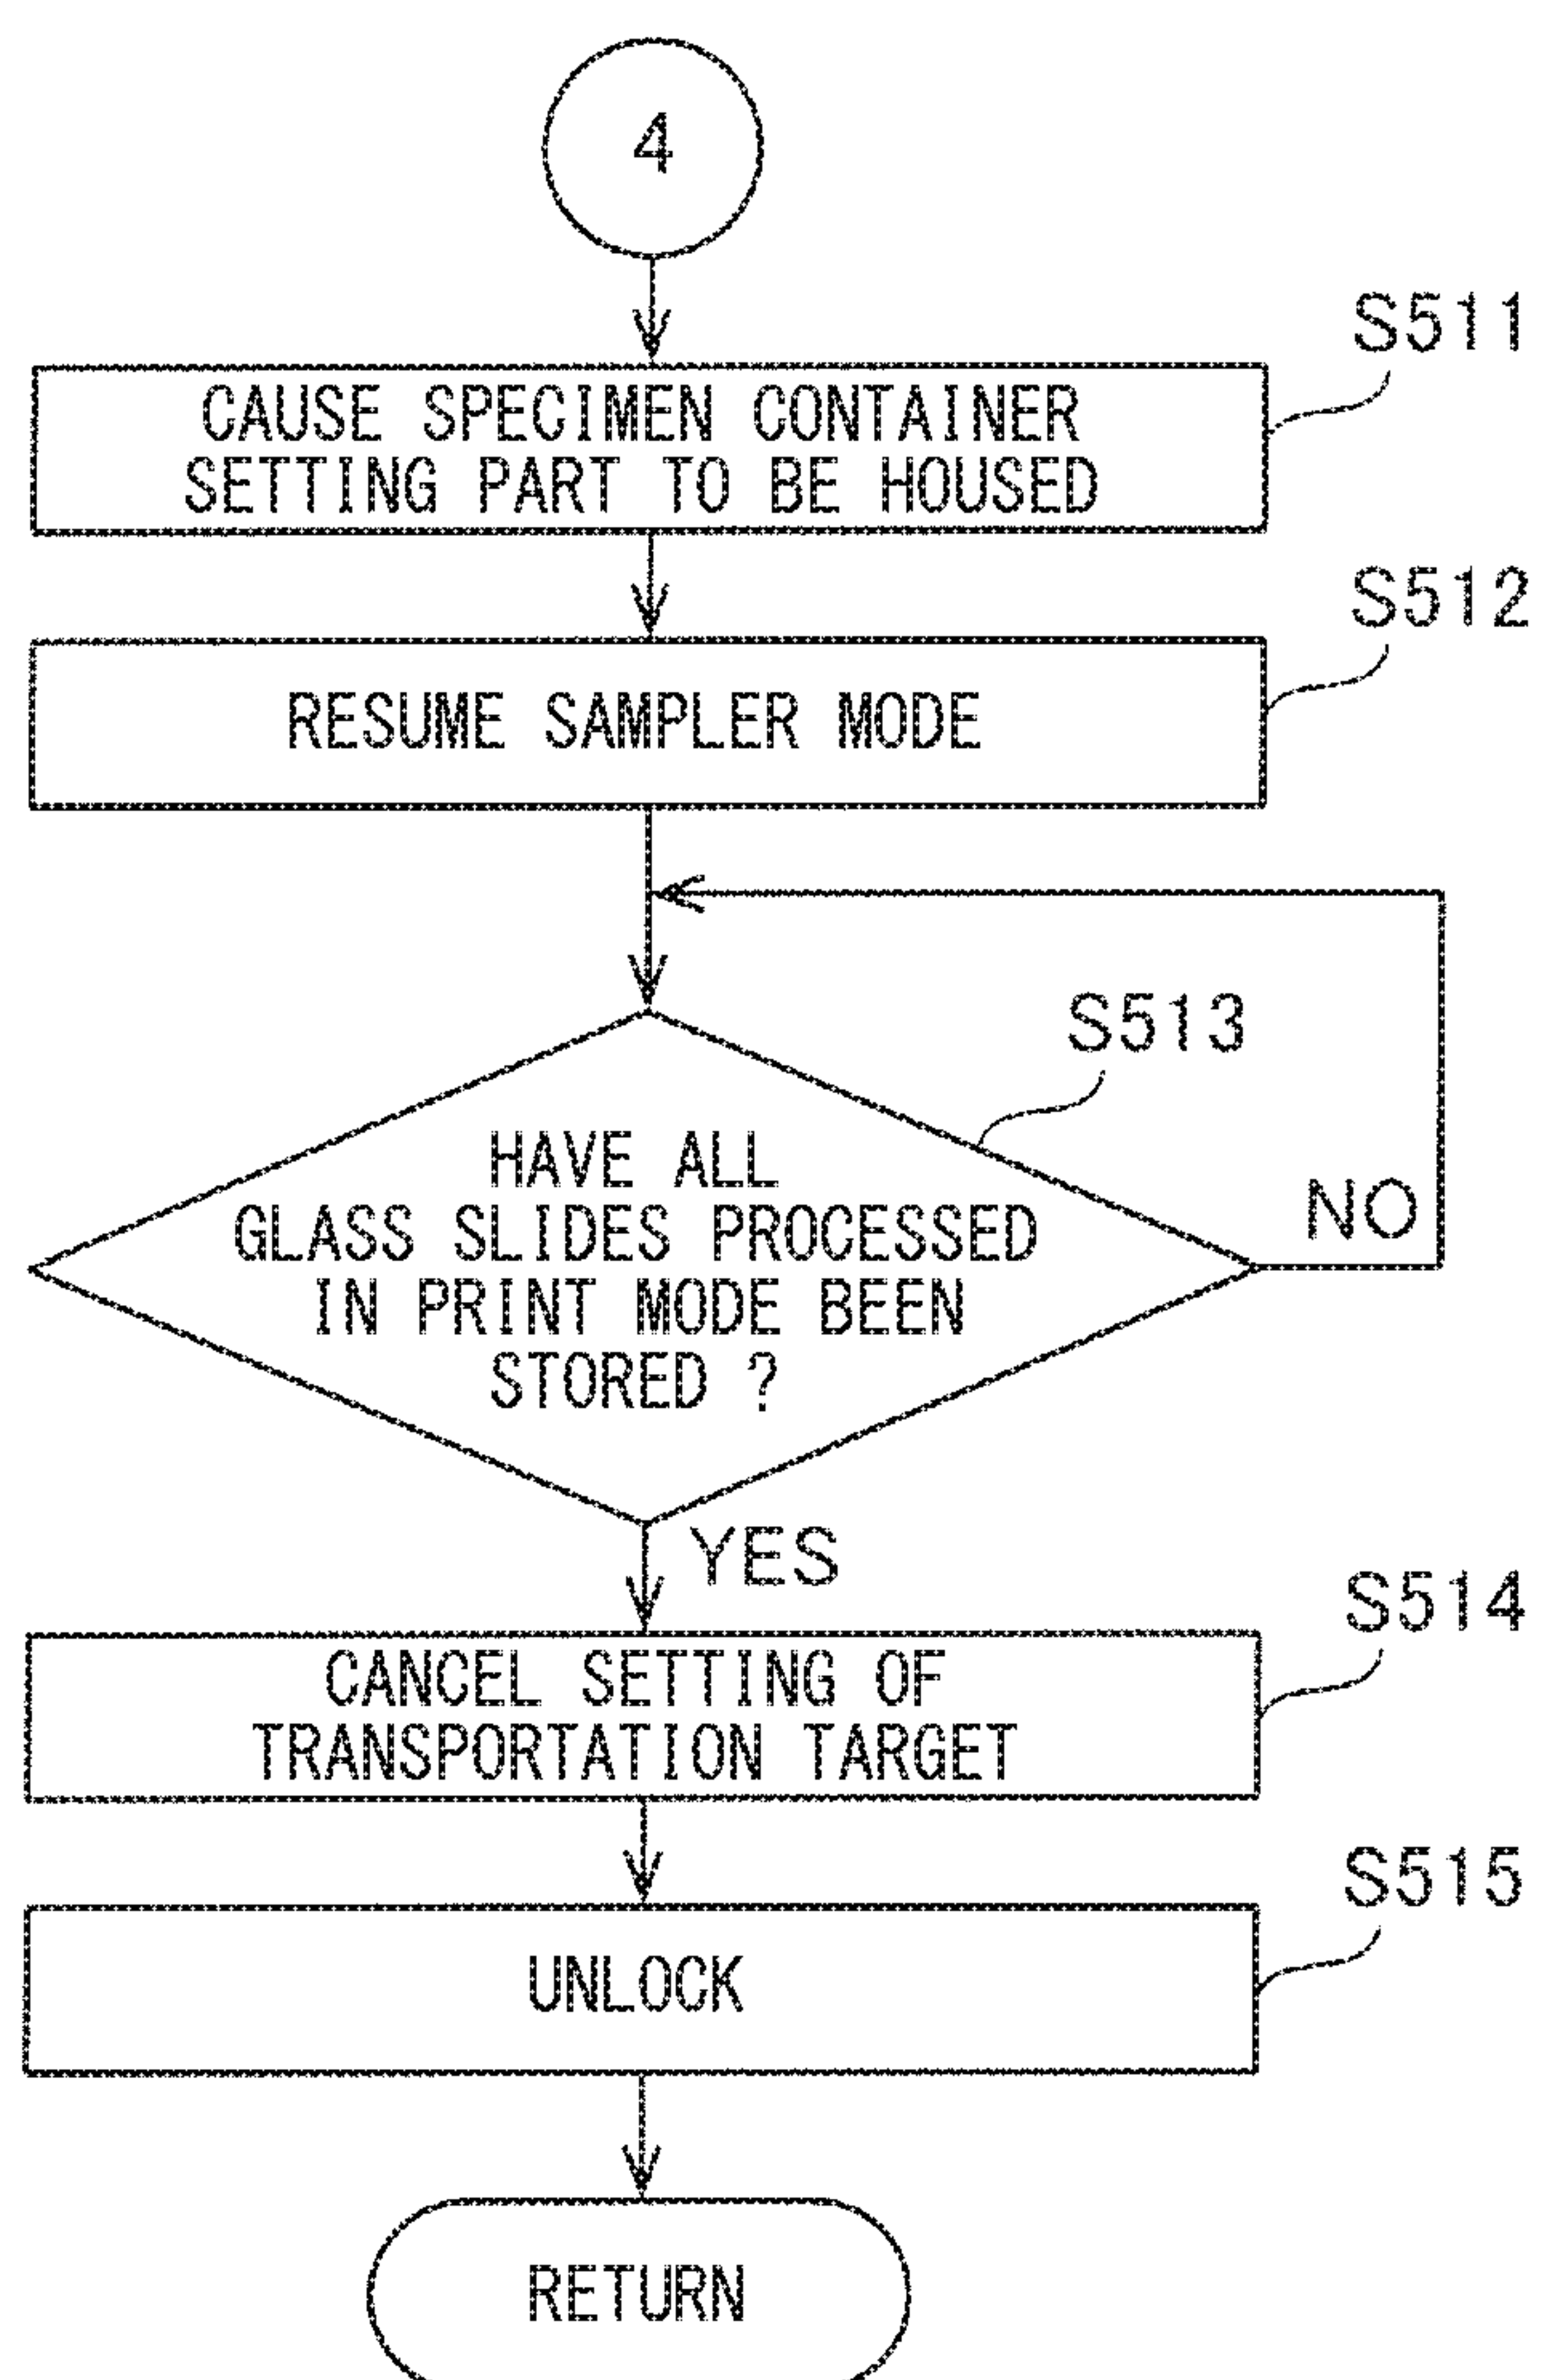 4
S511
CAUSE SPECIMEN CONTAINER
SETTING PART TO BE HOUSED
S512
RESUME SAMPLER MODE
S513
HAVE ALL
GLASS SLIDES PROCESSED
IN PRINT MODE BEEN
STORED ?
NO
YES
S514
CANCEL SETTING OF
TRANSPORTATION TARGET
S515
UNLOCK
RETURN